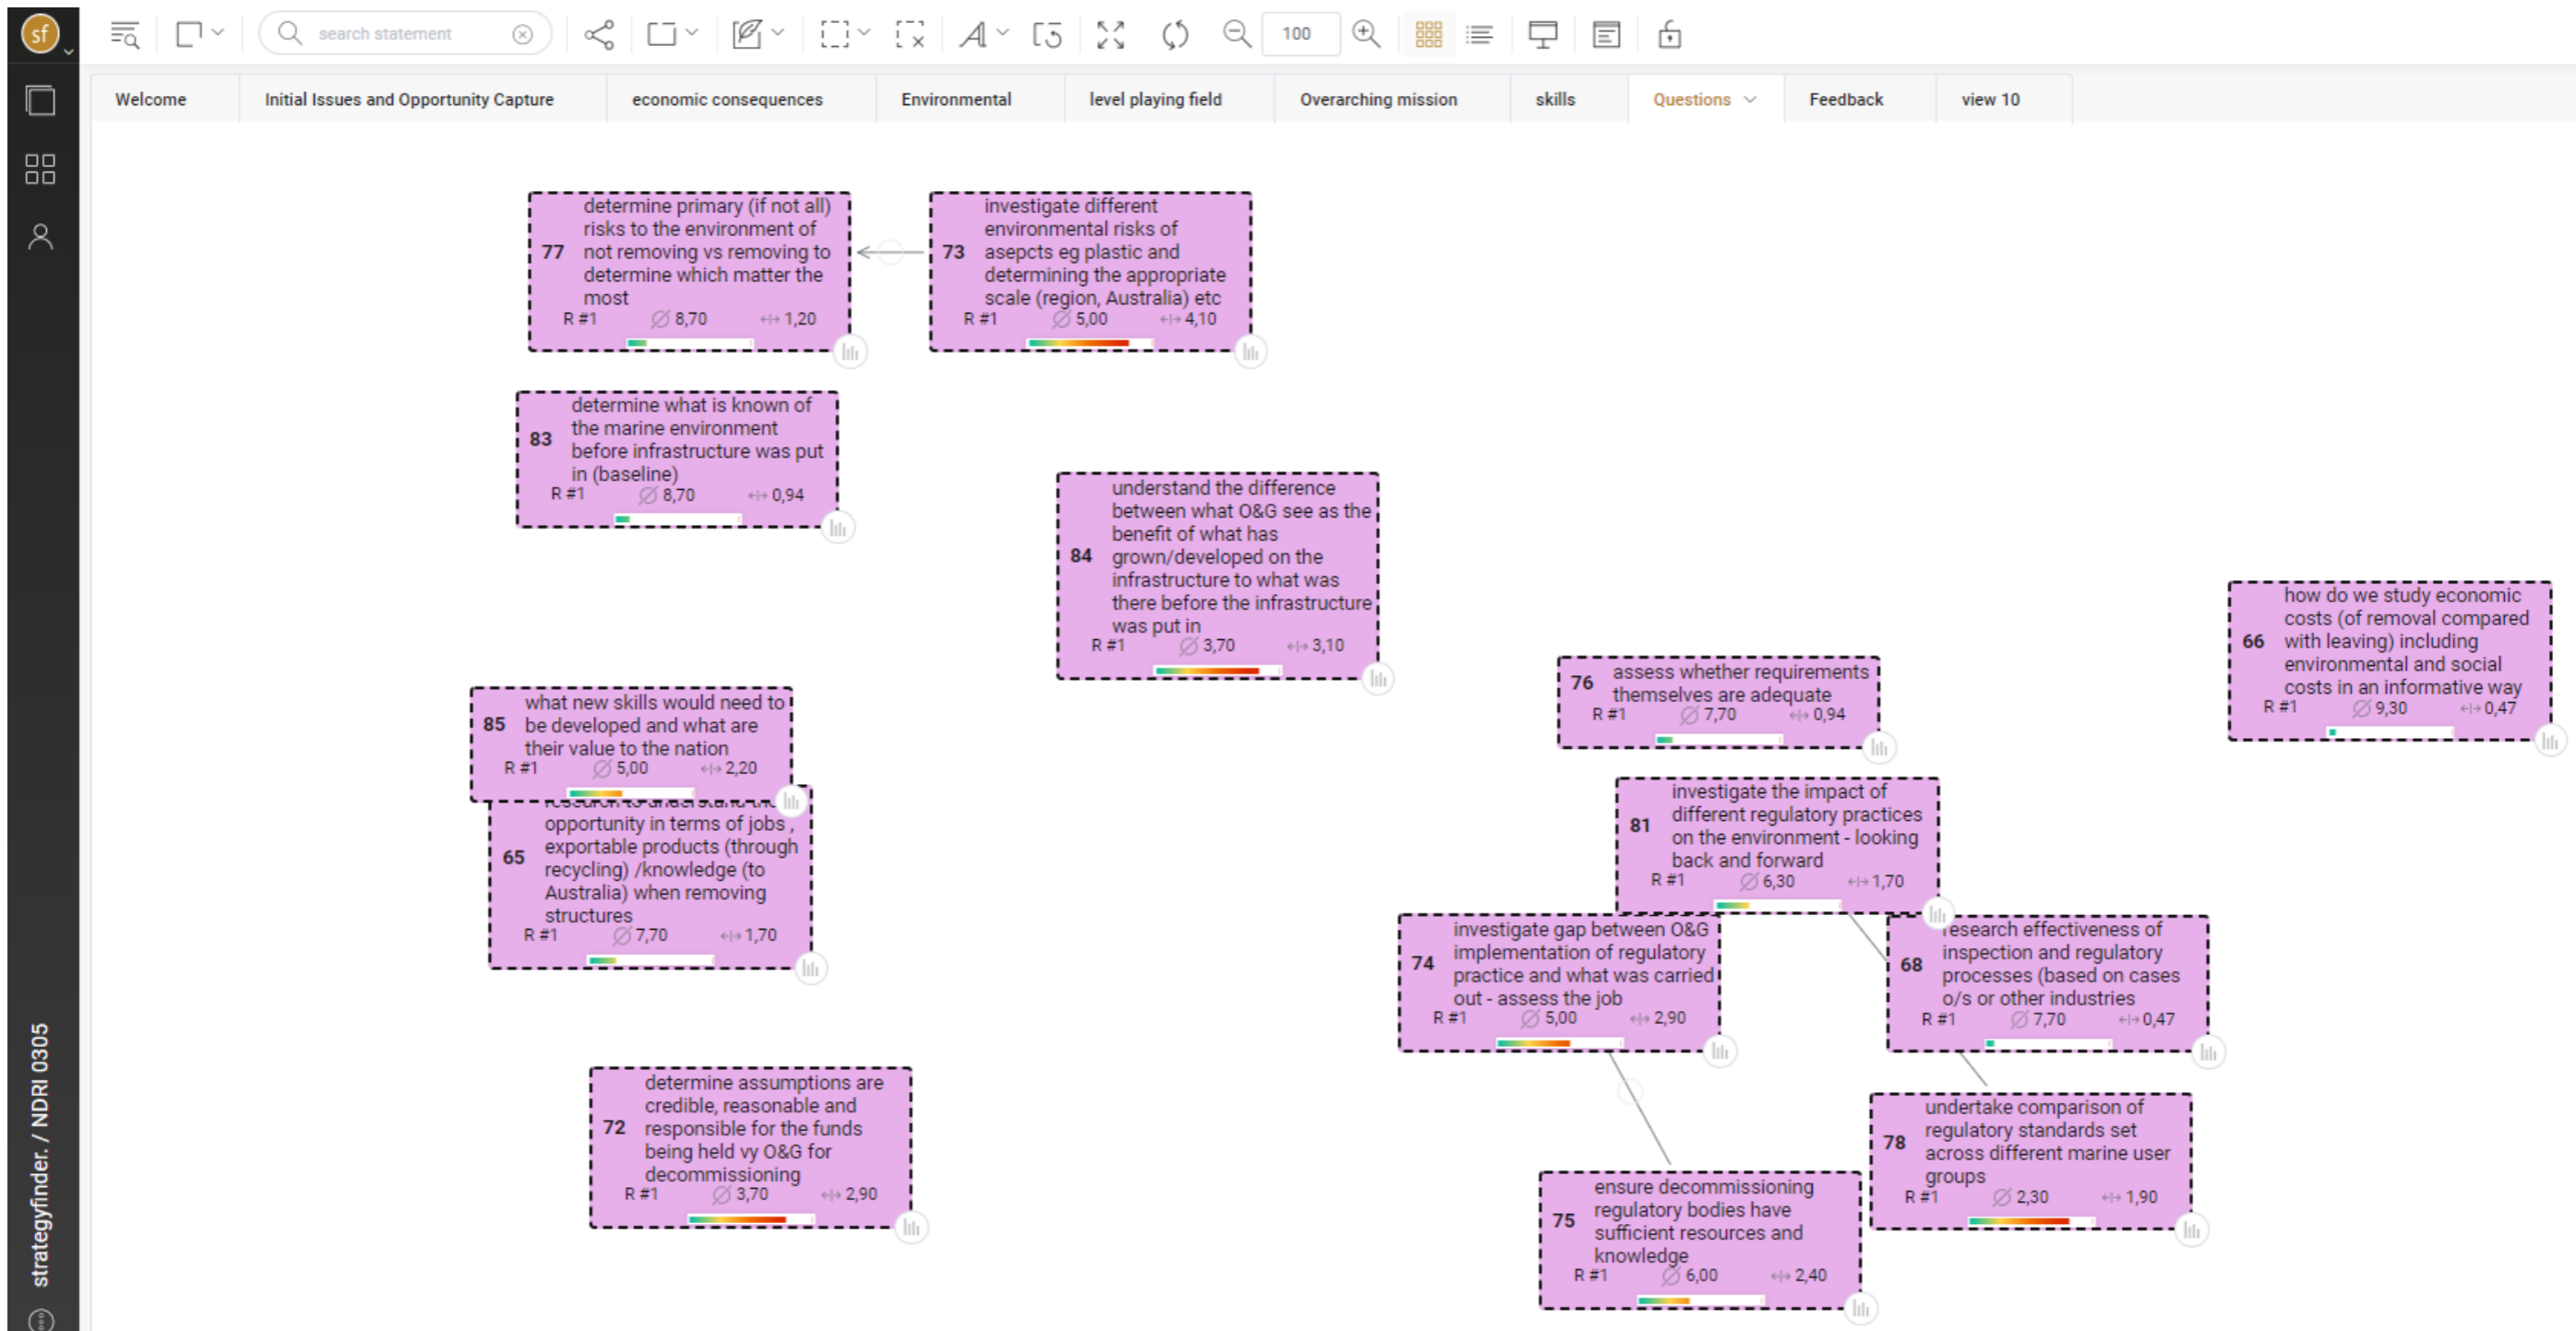 sf
search statement
100
Welcome
Initial Issues and Opportunity Capture
economic consequences
Environmental
level playing field
Overarching mission
skills
Questions
Feedback
view 10
77
determine primary (if not all)
risks to the environment of
not removing vs removing to
determine which matter the
most
R #1 ∅ 8,70 1,20
73
investigate different
environmental risks of
asepcts eg plastic and
determining the appropriate
scale (region, Australia) etc
R #1 ∅ 5,00 4,10
83
determine what is known of
the marine environment
before infrastructure was put
in (baseline)
R #1 ∅ 8,70 0,94
84
understand the difference
between what O&G see as the
benefit of what has
grown/developed on the
infrastructure to what was
there before the infrastructure
was put in
R #1 ∅ 3,70 3,10
66
how do we study economic
costs (of removal compared
with leaving) including
environmental and social
costs in an informative way
R #1 ∅ 9,30 0,47
76
assess whether requirements
themselves are adequate
R #1 ∅ 7,70 0,94
85
what new skills would need to
be developed and what are
their value to the nation
R #1 ∅ 5,00 2,20
65
research to understand the
opportunity in terms of jobs ,
exportable products (through
recycling) /knowledge (to
Australia) when removing
structures
R #1 ∅ 7,70 1,70
81
investigate the impact of
different regulatory practices
on the environment - looking
back and forward
R #1 ∅ 6,30 1,70
74
investigate gap between O&G
implementation of regulatory
practice and what was carried
out - assess the job
R #1 ∅ 5,00 2,90
68
research effectiveness of
inspection and regulatory
processes (based on cases
o/s or other industries
R #1 ∅ 7,70 0,47
72
determine assumptions are
credible, reasonable and
responsible for the funds
being held vy O&G for
decommissioning
R #1 ∅ 3,70 2,90
78
undertake comparison of
regulatory standards set
across different marine user
groups
R #1 ∅ 2,30 1,90
75
ensure decommissioning
regulatory bodies have
sufficient resources and
knowledge
R #1 ∅ 6,00 2,40
strategyfinder. / NDRI 0305